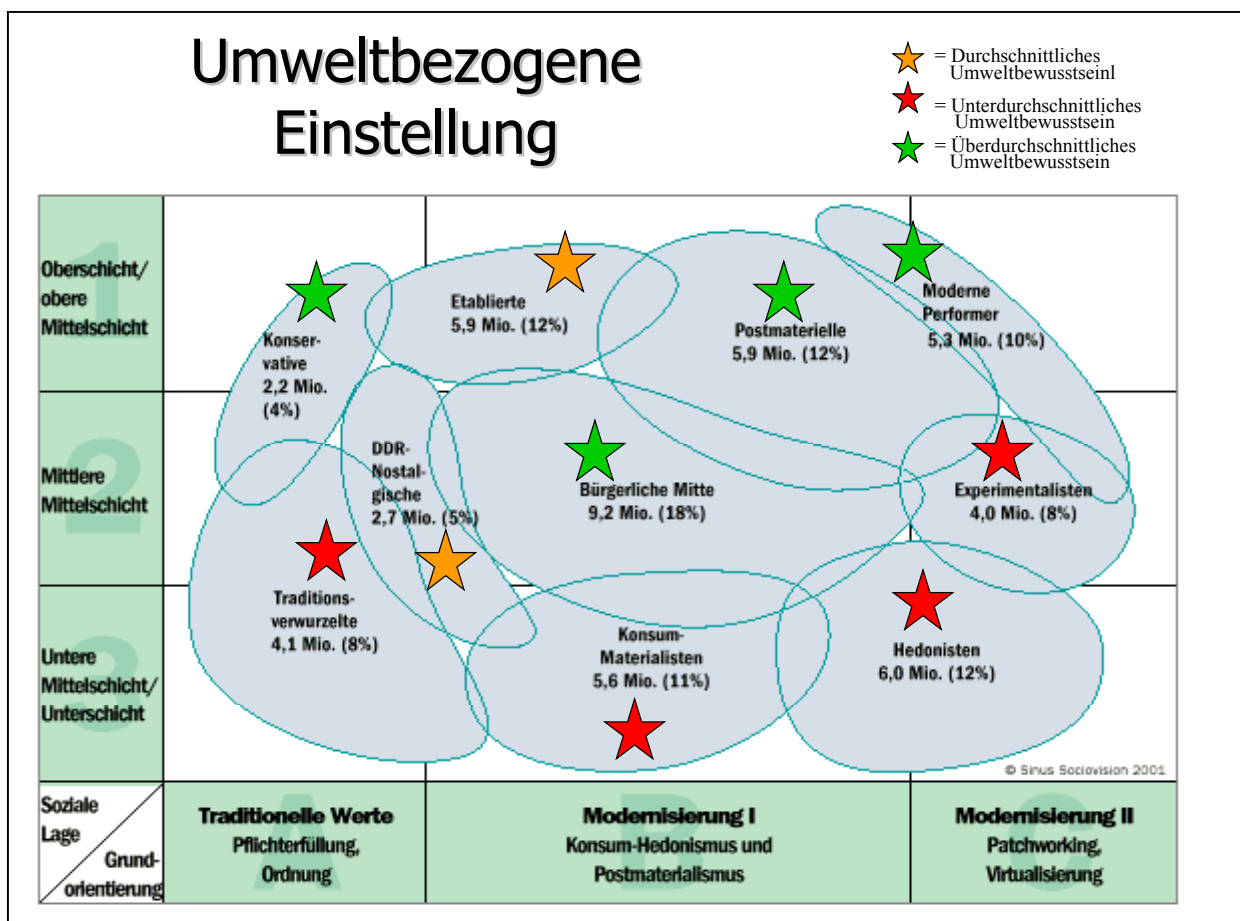 Umweltbezogene
Einstellung
= Durchschnittliches
Umweltbewusstseinl
= Unterdurchschnittliches
Umweltbewusstsein
= Überdurchschnittliches
Umweltbewusstsein
1
Oberschicht/
obere
Mittelschicht
Konser-
vative
2,2 Mio.
(4%)
Etablierte
5,9 Mio. (12%)
Postmaterielle
5,9 Mio. (12%)
Moderne
Performer
5,3 Mio. (10%)
2
Mittlere
Mittelschicht
DDR-
Nostal-
gische
2,7 Mio. (5%)
Bürgerliche Mitte
9,2 Mio. (18%)
Experimentalisten
4,0 Mio. (8%)
3
Untere
Mittelschicht/
Unterschicht
Traditions-
verwurzelte
4,1 Mio. (8%)
Konsum-
Materialisten
5,6 Mio. (11%)
Hedonisten
6,0 Mio. (12%)
© Sinus Sociovision 2001
Soziale
Lage
Grund-
orientierung
A
Traditionelle Werte
Pflichterfüllung,
Ordnung
B
Modernisierung I
Konsum-Hedonismus und
Postmaterialismus
C
Modernisierung II
Patchworking,
Virtualisierung